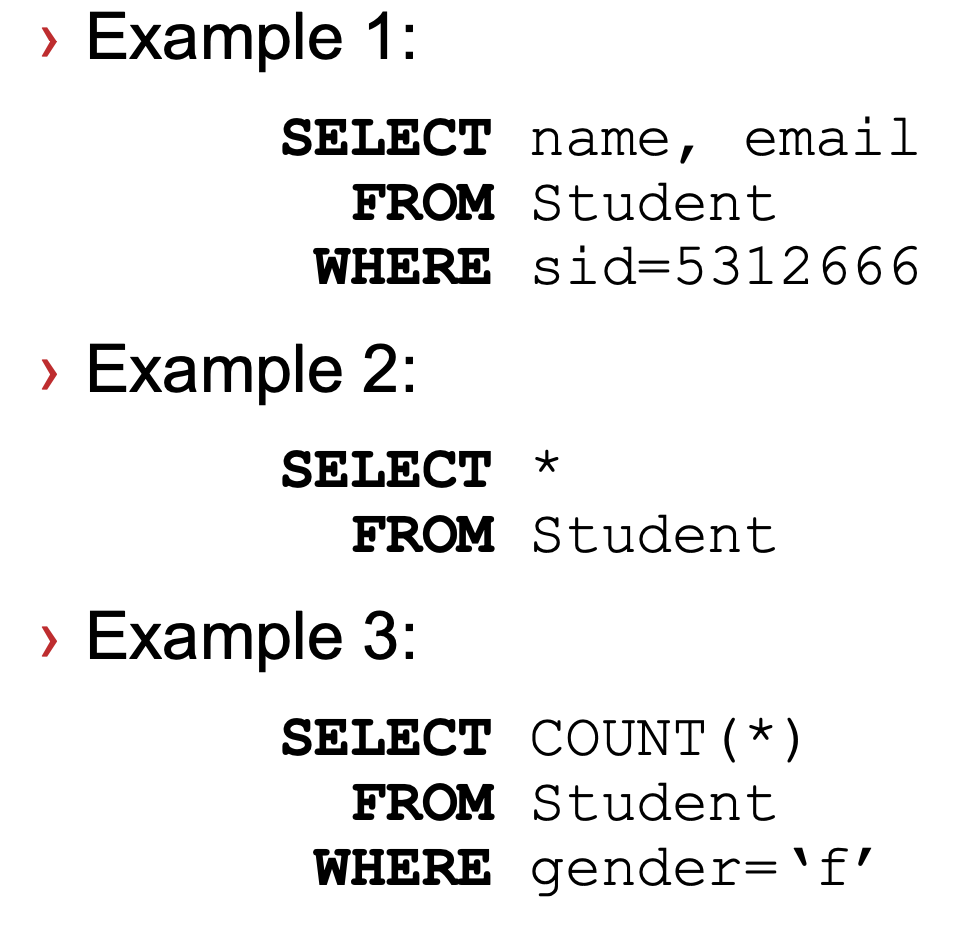 › Example 1:
SELECT name, email
FROM Student
WHERE sid=5312666
› Example 2:
SELECT *
FROM Student
› Example 3:
SELECT COUNT(*)
FROM Student
WHERE gender=‘f’